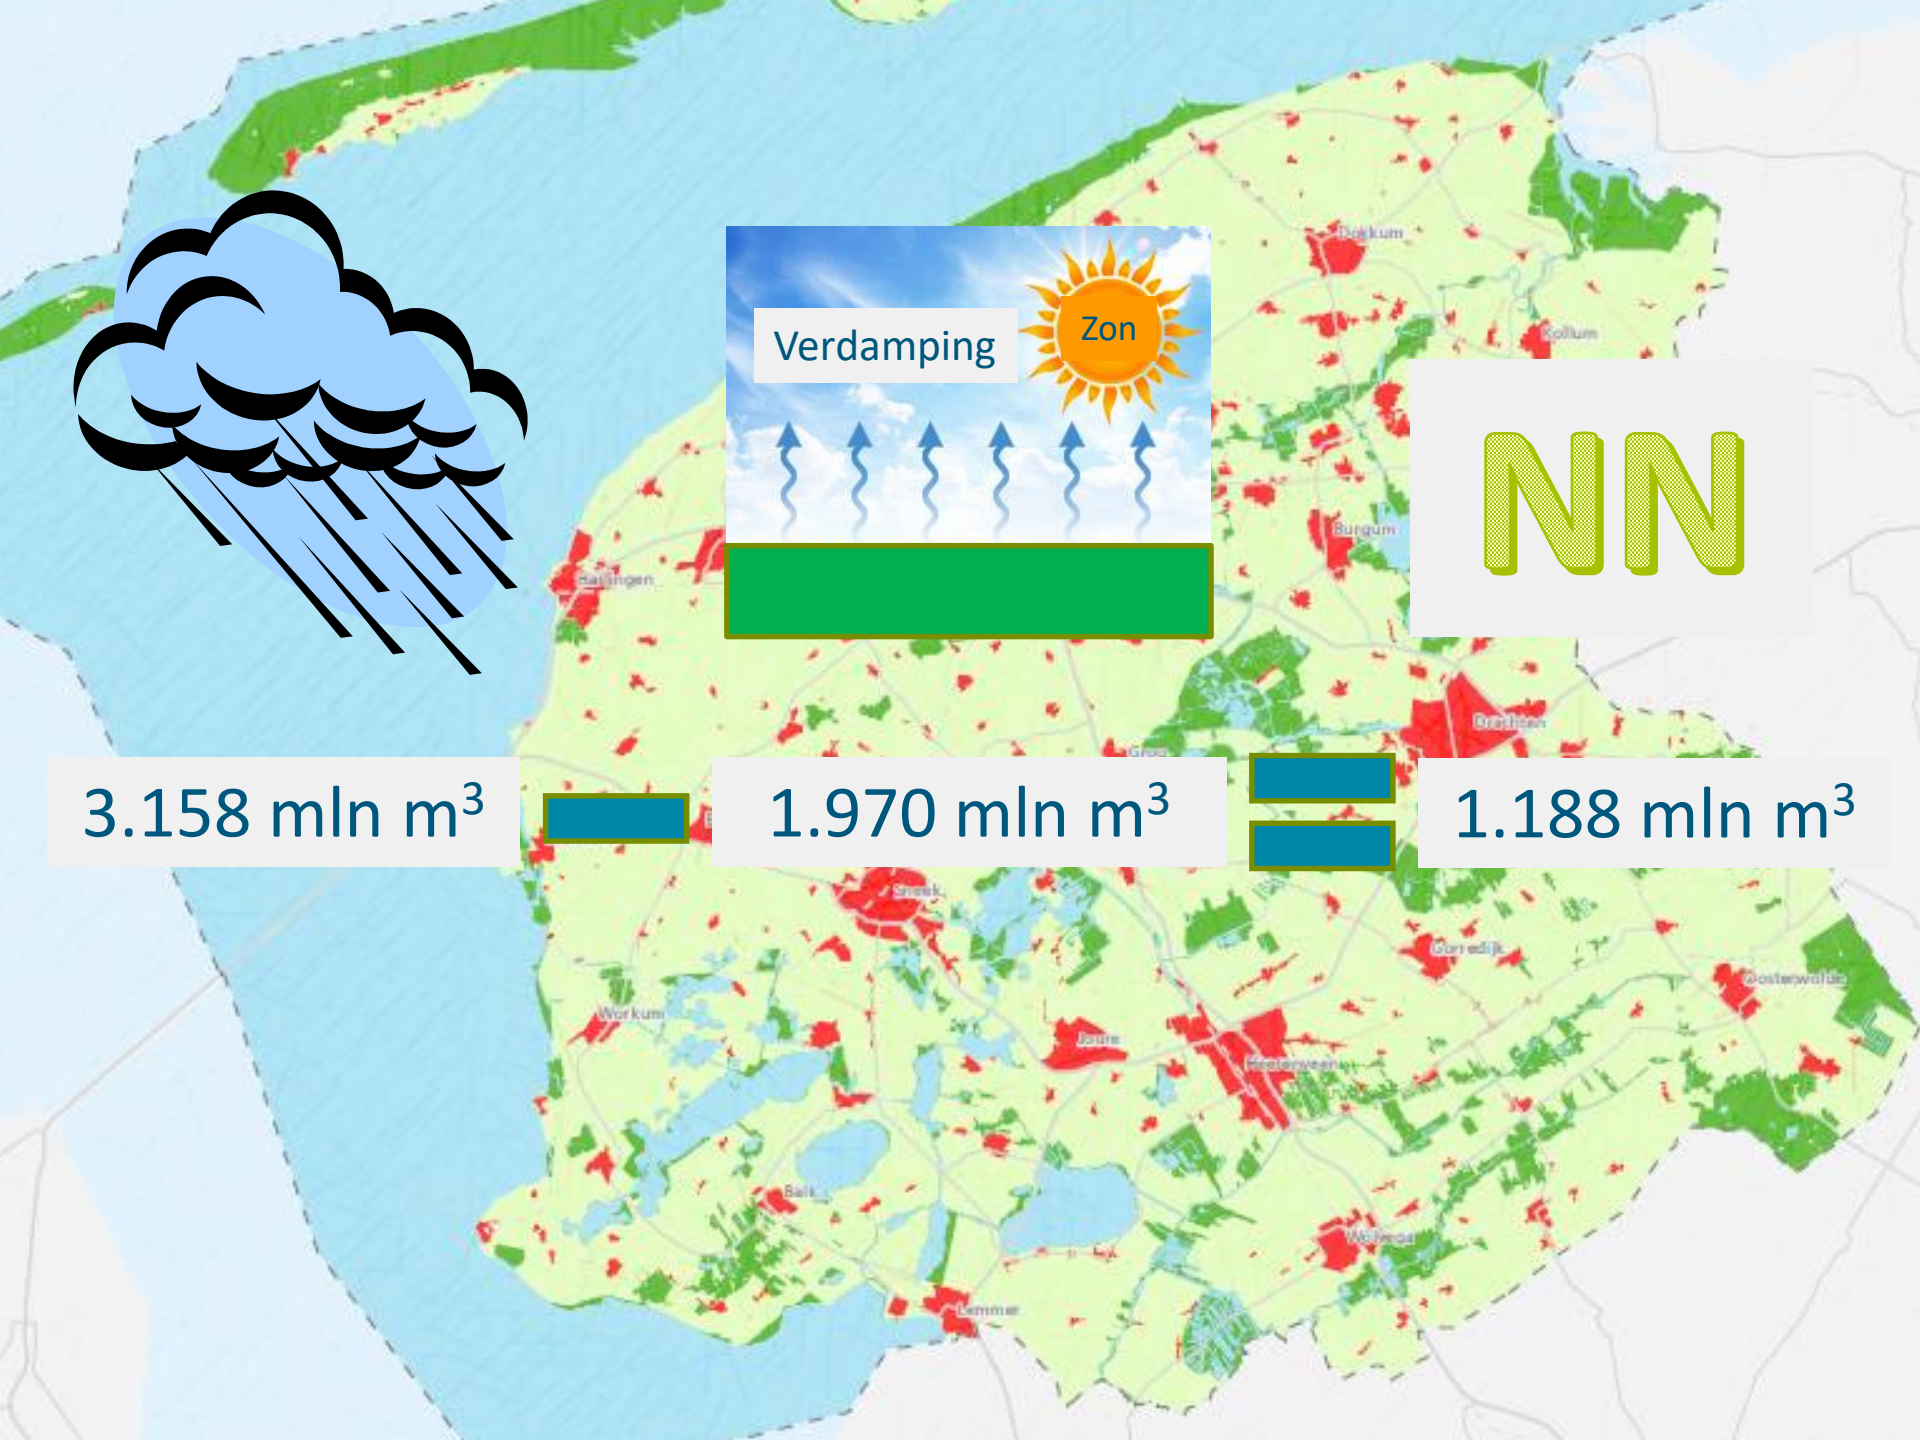 Dokkum
Kollum
Verdamping
Zon
NN
Burgum
Harlingen
Drachten
Grou
3.158 mln m³
1.970 mln m³
1.188 mln m³
Sneek
Gorredijk
Oosterwolde
Workum
Joure
Heerenveen
Balk
Wolvega
Lemmer